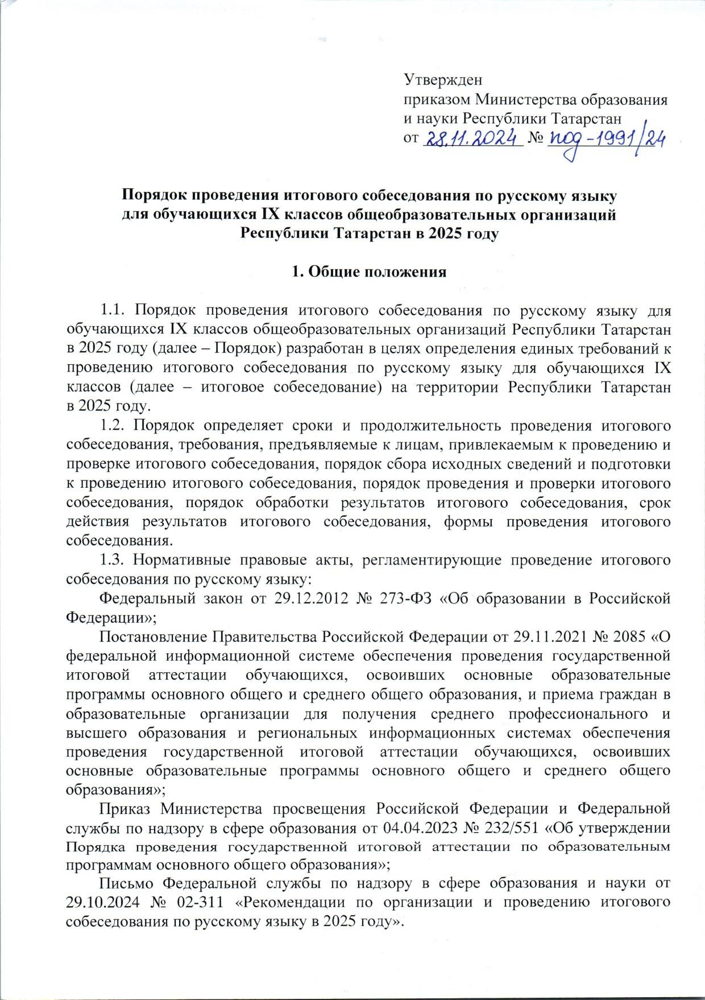 Утвержден
приказом Министерства образования
и науки Республики Татарстан
от 28.11.2024 № под-1991/24
Порядок проведения итогового собеседования по русскому языку
для обучающихся IX классов общеобразовательных организаций
Республики Татарстан в 2025 году
1. Общие положения
1.1. Порядок проведения итогового собеседования по русскому языку для
обучающихся IX классов общеобразовательных организаций Республики Татарстан
в 2025 году (далее – Порядок) разработан в целях определения единых требований к
проведению итогового собеседования по русскому языку для обучающихся IX
классов (далее – итоговое собеседование) на территории Республики Татарстан
в 2025 году.
1.2. Порядок определяет сроки и продолжительность проведения итогового
собеседования, требования, предъявляемые к лицам, привлекаемым к проведению и
проверке итогового собеседования, порядок сбора исходных сведений и подготовки
к проведению итогового собеседования, порядок проведения и проверки итогового
собеседования, порядок обработки результатов итогового собеседования, срок
действия результатов итогового собеседования, формы проведения итогового
собеседования.
1.3. Нормативные правовые акты, регламентирующие проведение итогового
собеседования по русскому языку:
Федеральный закон от 29.12.2012 № 273-ФЗ «Об образовании в Российской
Федерации»;
Постановление Правительства Российской Федерации от 29.11.2021 № 2085 «О
федеральной информационной системе обеспечения проведения государственной
итоговой аттестации обучающихся, освоивших основные образовательные
программы основного общего и среднего общего образования, и приема граждан в
образовательные организации для получения среднего профессионального и
высшего образования и региональных информационных системах обеспечения
проведения государственной итоговой аттестации обучающихся, освоивших
основные образовательные программы основного общего и среднего общего
образования»;
Приказ Министерства просвещения Российской Федерации и Федеральной
службы по надзору в сфере образования от 04.04.2023 № 232/551 «Об утверждении
Порядка проведения государственной итоговой аттестации по образовательным
программам основного общего образования»;
Письмо Федеральной службы по надзору в сфере образования и науки от
29.10.2024 № 02-311 «Рекомендации по организации и проведению итогового
собеседования по русскому языку в 2025 году».